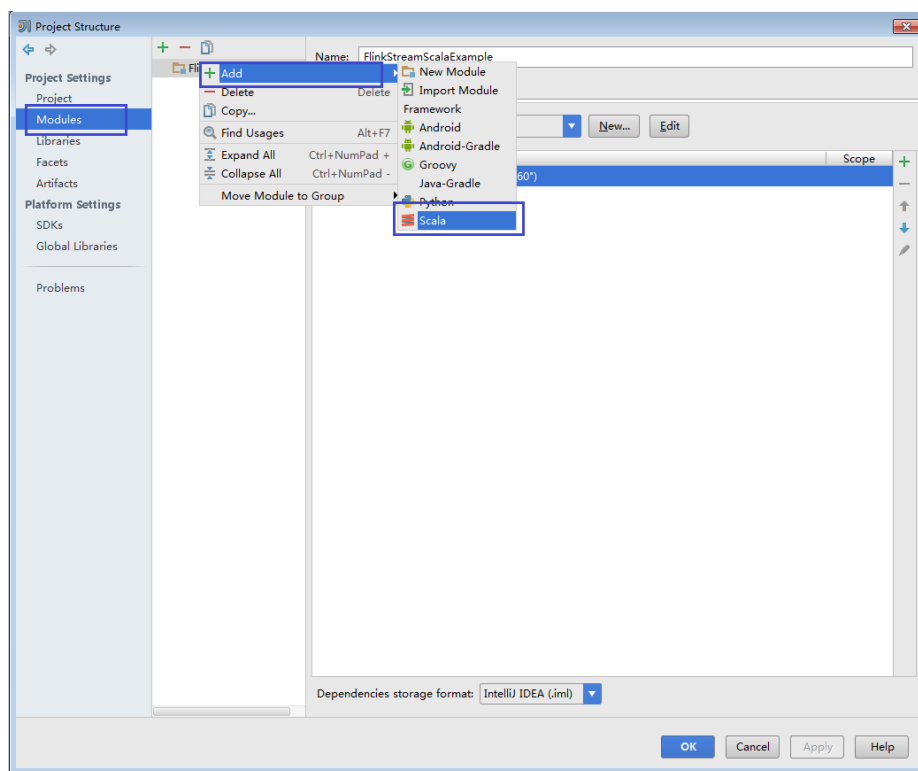 Project Structure
Project Settings
Project
Modules
Libraries
Facets
Artifacts
Platform Settings
SDKs
Global Libraries
Problems
Add
Delete Delete
Copy...
Find Usages Alt+F7
Expand All Ctrl+NumPad +
Collapse All Ctrl+NumPad -
Move Module to Group
New Module
Import Module
Framework
Android
Android-Gradle
Groovy
Java-Gradle
Python
Scala
Name: FlinkStreamScalaExample
New... Edit
Scope
60")
Dependencies storage format: IntelliJ IDEA (.iml)
OK Cancel Apply Help